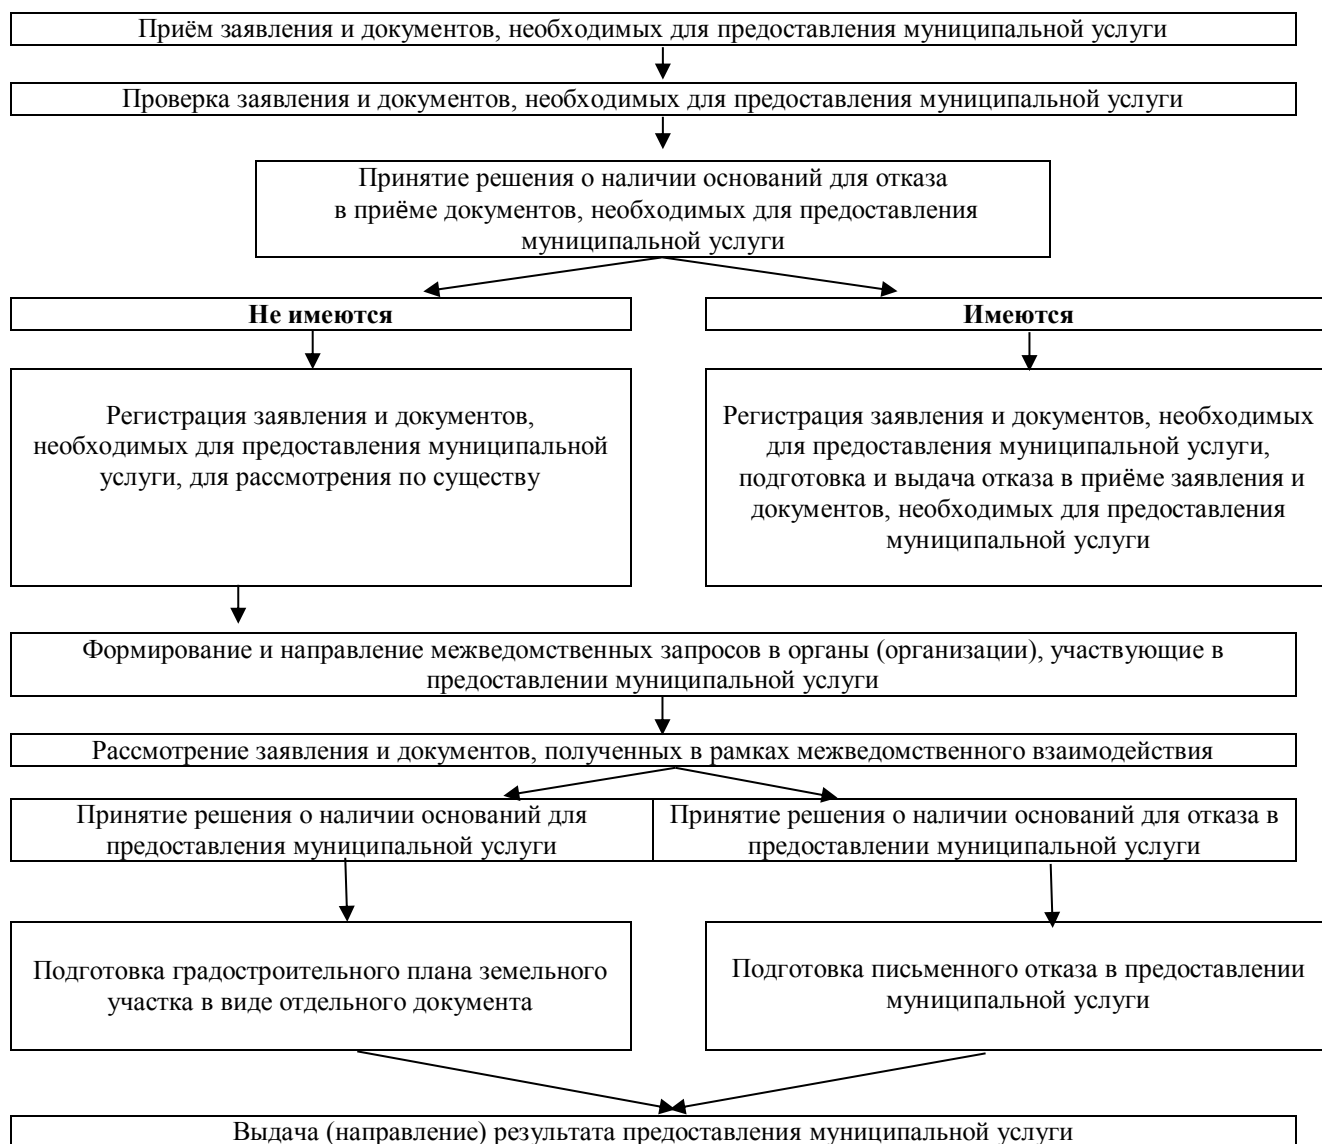 Приём заявления и документов, необходимых для предоставления муниципальной услуги
Проверка заявления и документов, необходимых для предоставления муниципальной услуги
Принятие решения о наличии оснований для отказа
в приёме документов, необходимых для предоставления
муниципальной услуги
Не имеются
Имеются
Регистрация заявления и документов,
необходимых для предоставления муниципальной
услуги, для рассмотрения по существу
Регистрация заявления и документов, необходимых
для предоставления муниципальной услуги,
подготовка и выдача отказа в приёме заявления и
документов, необходимых для предоставления
муниципальной услуги
Формирование и направление межведомственных запросов в органы (организации), участвующие в
предоставлении муниципальной услуги
Рассмотрение заявления и документов, полученных в рамках межведомственного взаимодействия
Принятие решения о наличии оснований для
предоставления муниципальной услуги
Принятие решения о наличии оснований для отказа в
предоставлении муниципальной услуги
Подготовка градостроительного плана земельного
участка в виде отдельного документа
Подготовка письменного отказа в предоставлении
муниципальной услуги
Выдача (направление) результата предоставления муниципальной услуги